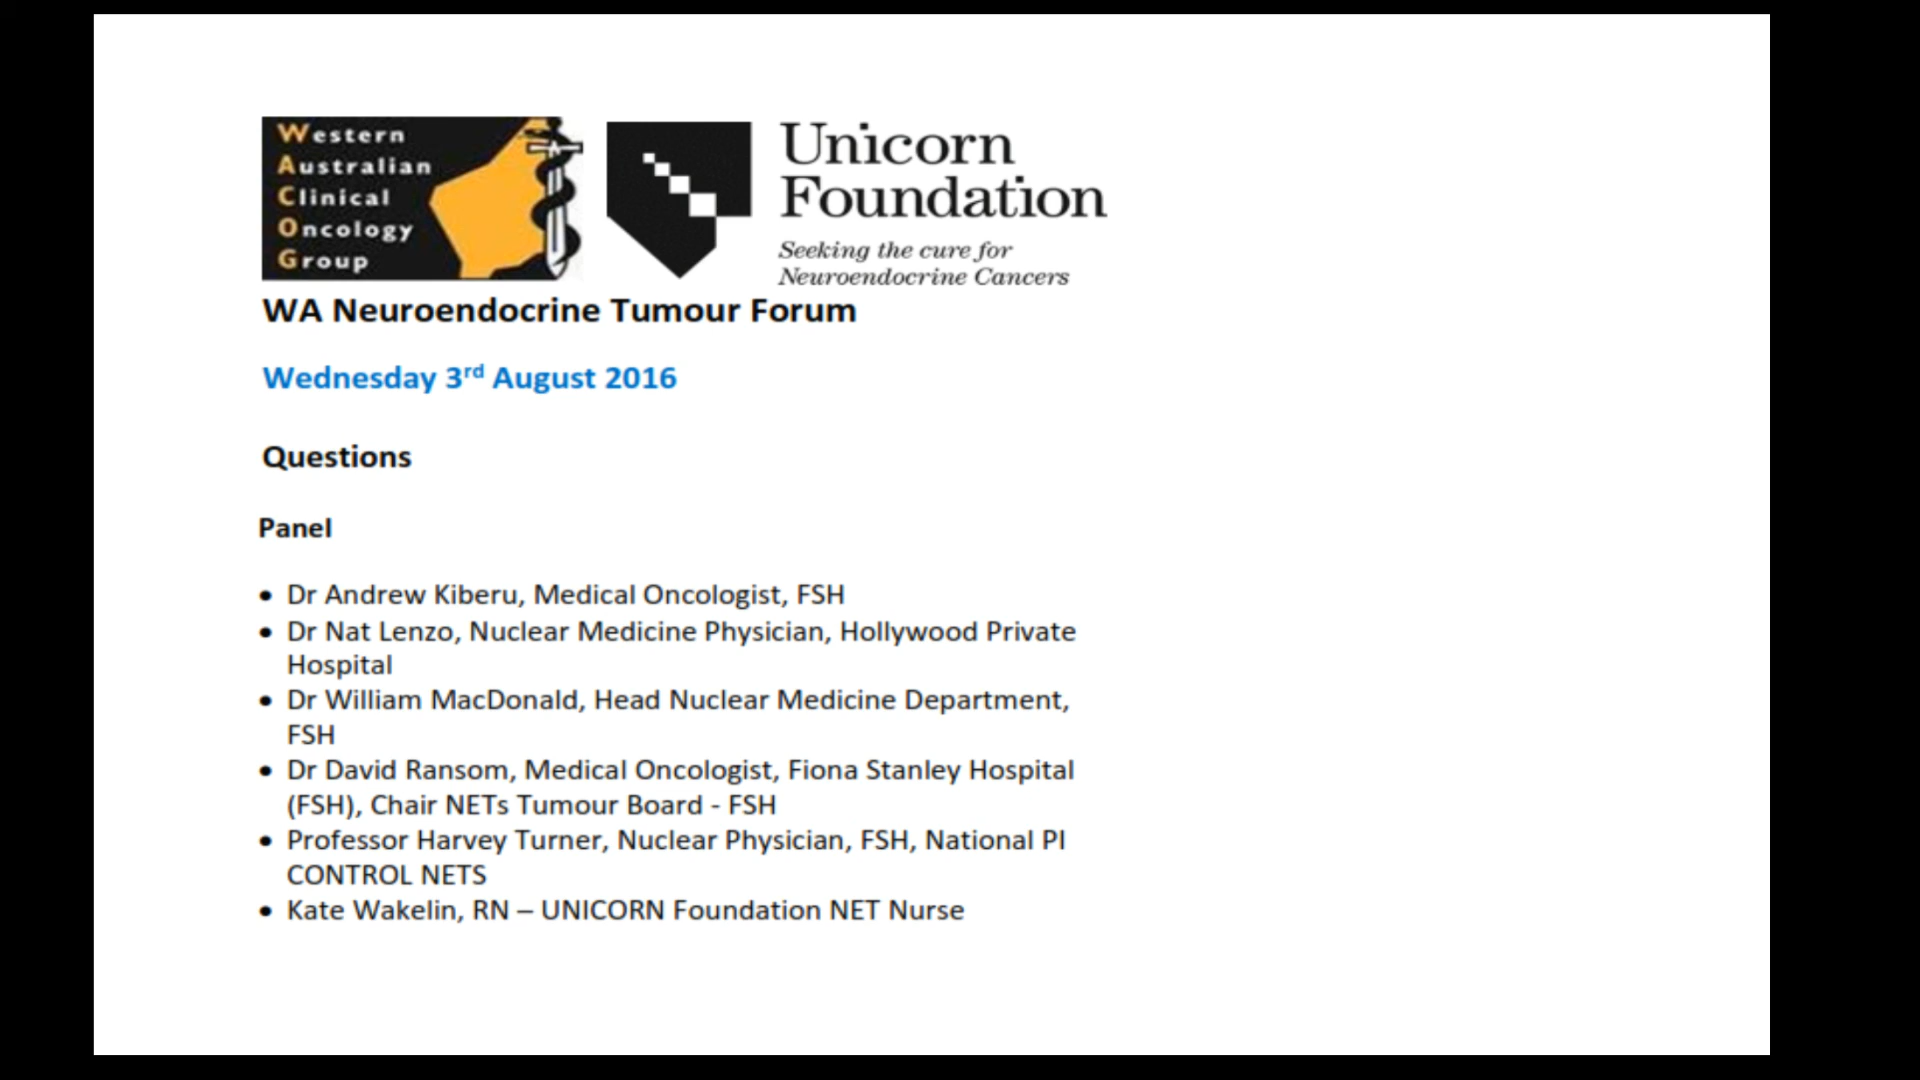 Western
Australian
Clinical
Oncology
Group
Unicorn
Foundation
Seeking the cure for
Neuroendocrine Cancers
WA Neuroendocrine Tumour Forum
Wednesday 3rd August 2016
Questions
Panel
• Dr Andrew Kiberu, Medical Oncologist, FSH
• Dr Nat Lenzo, Nuclear Medicine Physician, Hollywood Private
Hospital
• Dr William MacDonald, Head Nuclear Medicine Department,
FSH
• Dr David Ransom, Medical Oncologist, Fiona Stanley Hospital
(FSH), Chair NETs Tumour Board - FSH
• Professor Harvey Turner, Nuclear Physician, FSH, National PI
CONTROL NETS
• Kate Wakelin, RN – UNICORN Foundation NET Nurse